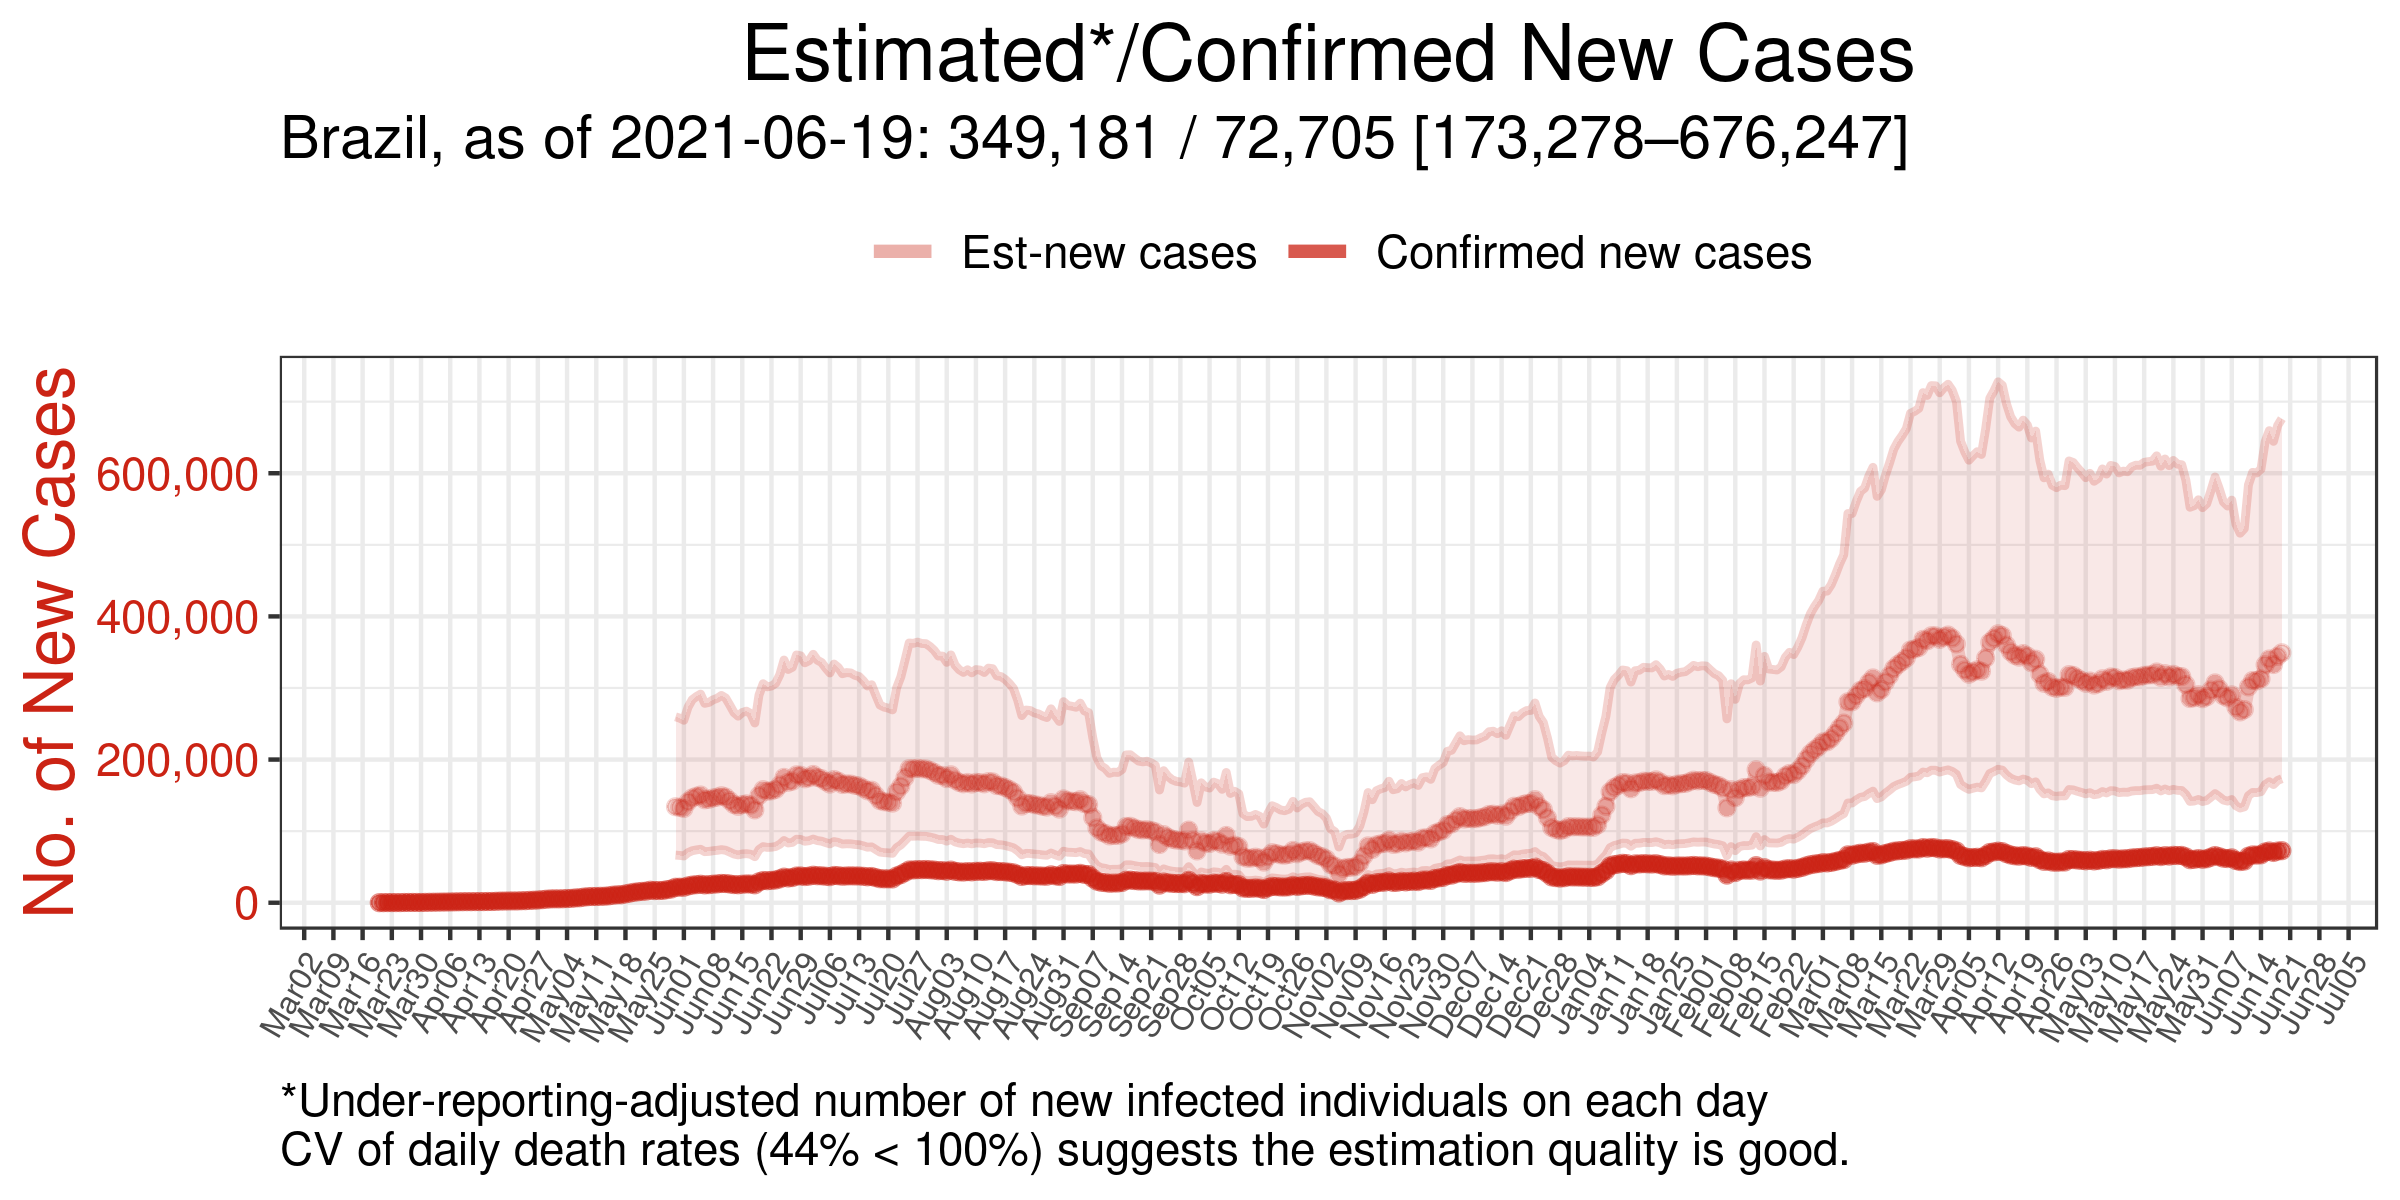 Estimated*/Confirmed New Cases
Brazil, as of 2021-06-19: 349,181 / 72,705 [173,278–676,247]
Est-new cases
Confirmed new cases
No. of New Cases
600,000
400,000
200,000
0
Mar02
Mar09
Mar16
Mar23
Mar30
Apr06
Apr13
Apr20
Apr27
May04
May11
May18
May25
Jun01
Jun08
Jun15
Jun22
Jun29
Jul06
Jul13
Jul20
Jul27
Aug03
Aug10
Aug17
Aug24
Aug31
Sep07
Sep14
Sep21
Sep28
Oct05
Oct12
Oct19
Oct26
Nov02
Nov09
Nov16
Nov23
Nov30
Dec07
Dec14
Dec21
Dec28
Jan04
Jan11
Jan18
Jan25
Feb01
Feb08
Feb15
Feb22
Mar01
Mar08
Mar15
Mar22
Mar29
Apr05
Apr12
Apr19
Apr26
May03
May10
May17
May24
May31
Jun07
Jun14
Jun21
Jun28
Jul05
*Under-reporting-adjusted number of new infected individuals on each day
CV of daily death rates (44% < 100%) suggests the estimation quality is good.